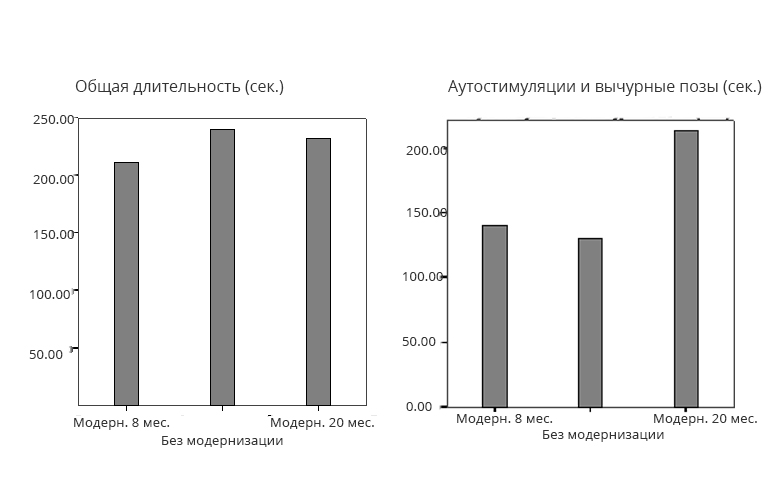 Общая длительность (сек.)
250.00
200.00
150.00
100.00
50.00
Модерн. 8 мес.
Модерн. 20 мес.
Без модернизации
Аутостимуляции и вычурные позы (сек.)
200.00
150.00
100.00
50.00
0.00
Модерн. 8 мес.
Модерн. 20 мес.
Без модернизации